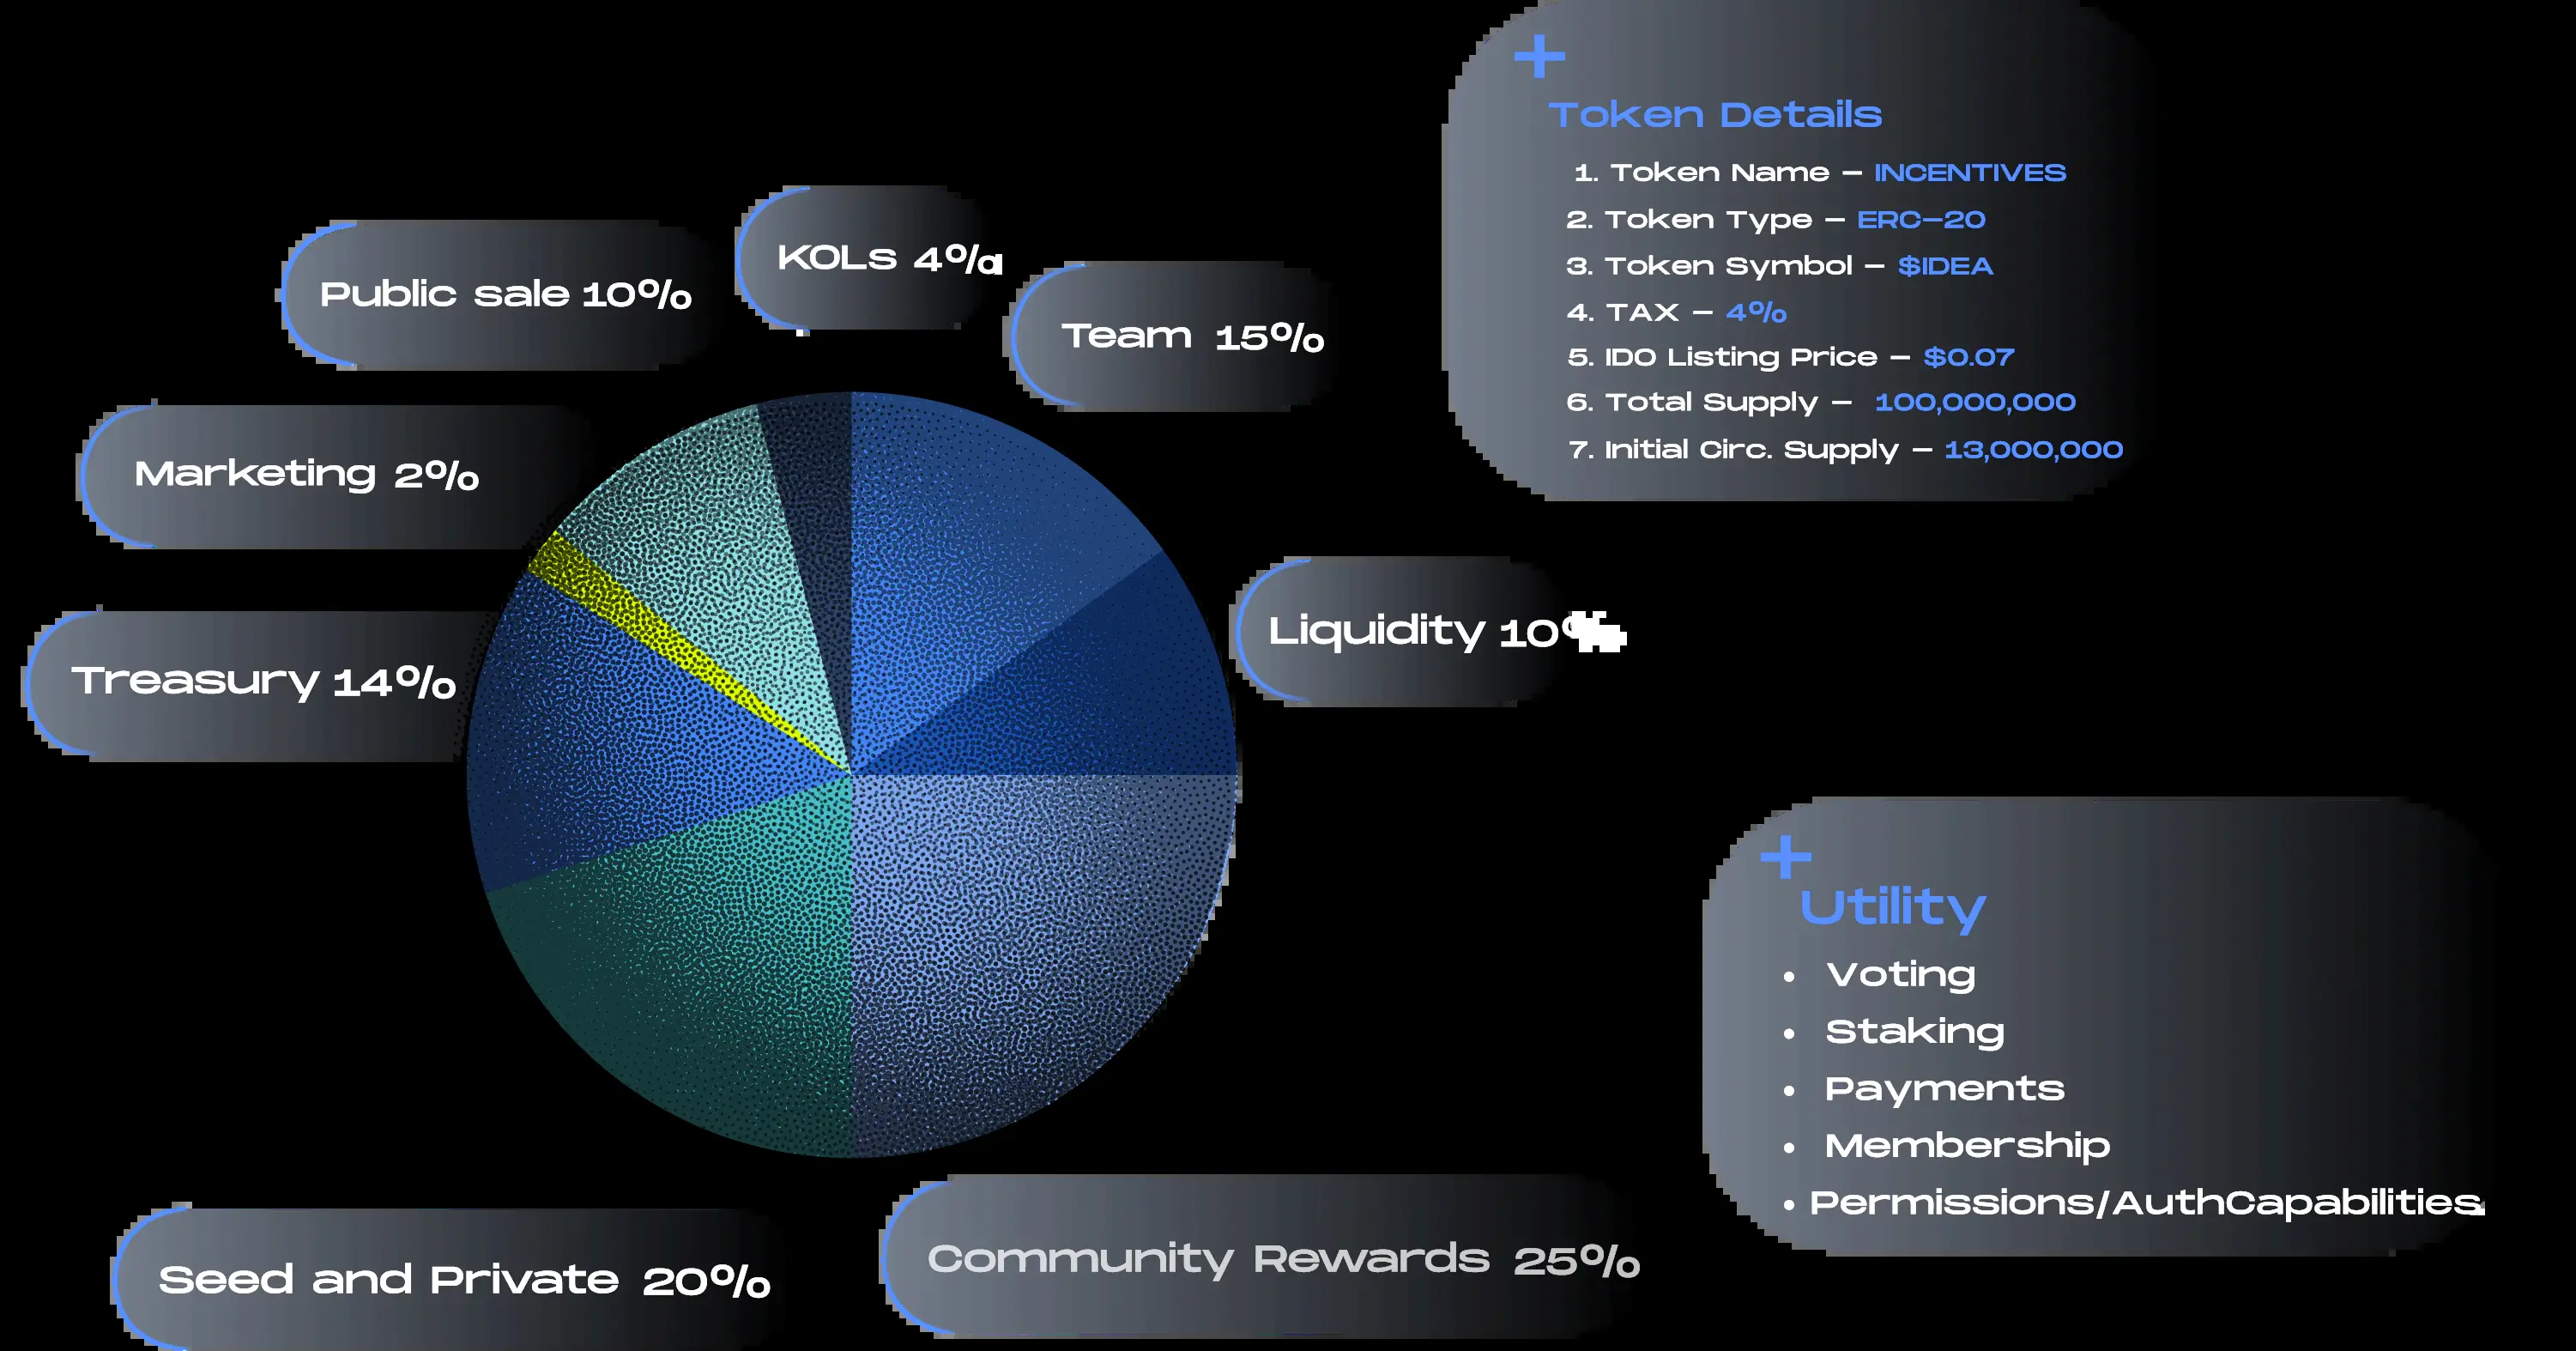 Token Details
1. Token Name – INCENTIVES
2. Token Type – ERC-20
3. Token Symbol – $IDEA
4. TAX – 4%
5. IDO Listing Price – $0.07
6. Total Supply – 100,000,000
7. Initial Circ. Supply – 13,000,000
KOLs 4%
Public sale 10%
Team 15%
Marketing 2%
Liquidity 10%
Treasury 14%
Utility
• Voting
• Staking
• Payments
• Membership
• Permissions/AuthCapabilities
Seed and Private 20%
Community Rewards 25%